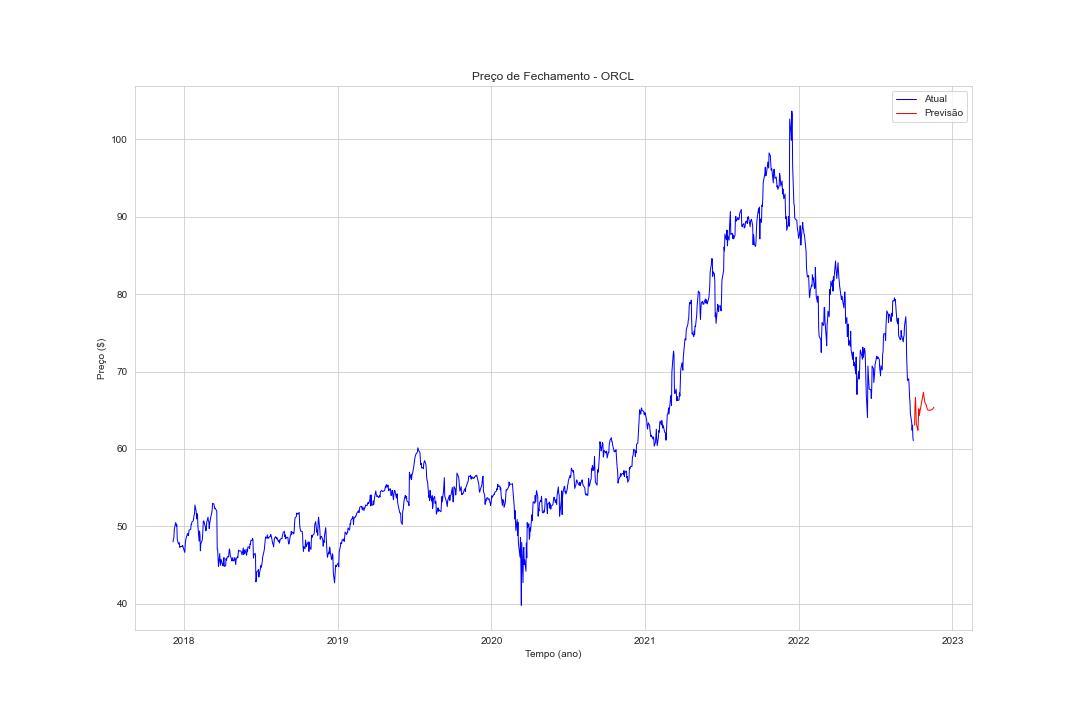 Preço de Fechamento - ORCL
Atual
Previsão
100
90
80
70
60
50
40
Preço ($)
2018 2019 2020 2021 2022 2023
Tempo (ano)